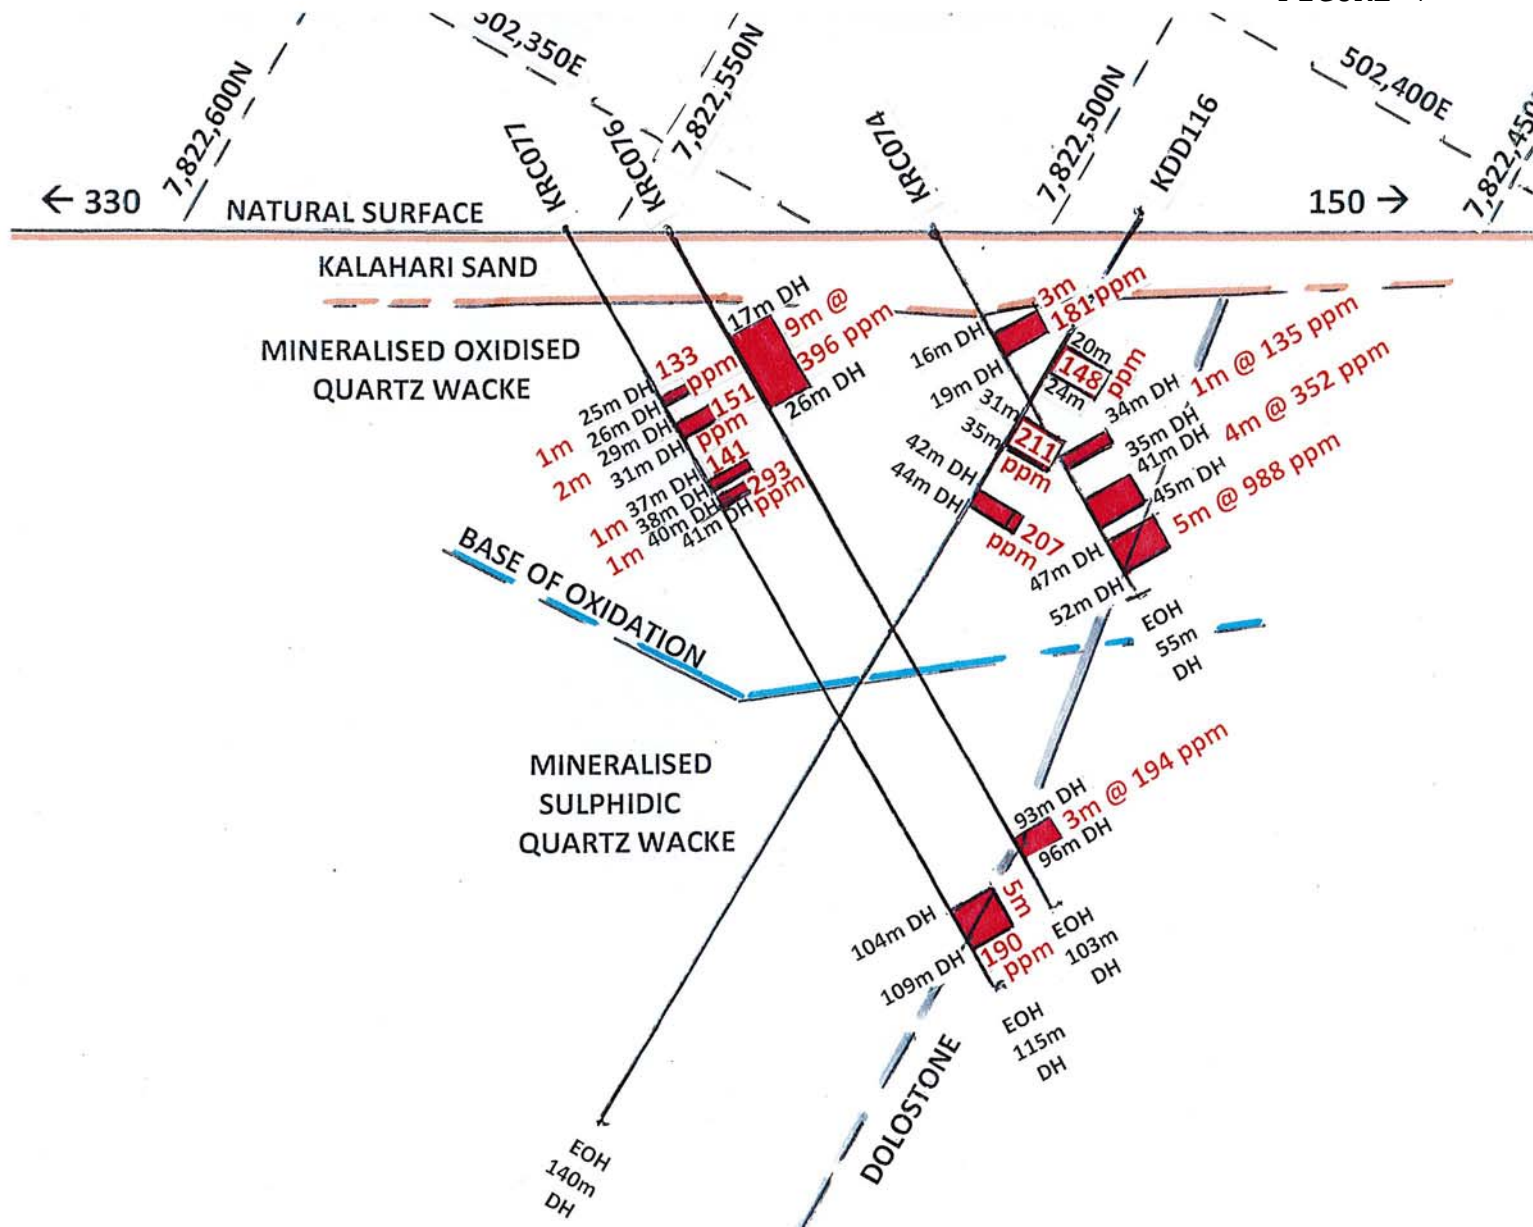 FIGURE
502,350E
502,400E
7,822,600N
7,822,550N
7,822,500N
7,822,450
KRC077
KRC076
KRC074
KDD116
← 330
NATURAL SURFACE
150 →
KALAHARI SAND
MINERALISED OXIDISED
QUARTZ WACKE
17m DH
9m @
396 ppm
26m DH
133
ppm
25m DH
26m DH
1m
151
ppm
29m DH
31m DH
2m
141
37m DH
38m DH
1m
293
ppm
40m DH
41m DH
1m
3m
181 ppm
16m DH
19m DH
20m
148
ppm
24m
31m
211
ppm
35m
42m DH
44m DH
207
ppm
34m DH
1m @ 135 ppm
35m DH
41m DH
4m @ 352 ppm
45m DH
5m @ 988 ppm
47m DH
52m DH
EOH
55m
DH
BASE OF OXIDATION
MINERALISED
SULPHIDIC
QUARTZ WACKE
93m DH
3m @ 194 ppm
96m DH
5m
104m DH
190
ppm
109m DH
EOH
103m
DH
EOH
115m
DH
DOLOSTONE
EOH
140m
DH